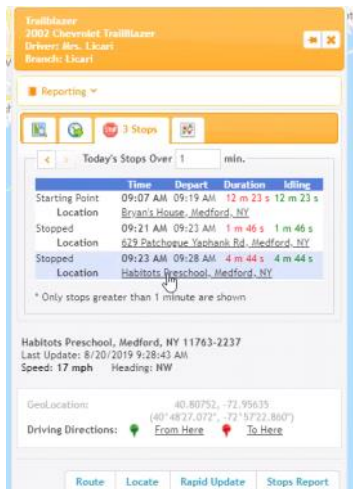 Trailblazer
2002 Chevrolet TrailBlazer
Driver: Mrs. Licari
Branch: Licari
Reporting
3 Stops
Today's Stops Over 1 min.
Time Depart Duration Idling
Starting Point 09:07 AM 09:19 AM 12 m 23 s 12 m 23 s
Location Bryan's House, Medford, NY
Stopped 09:21 AM 09:23 AM 1 m 46 s 1 m 46 s
Location 629 Patchogue Yaphank Rd, Medford, NY
Stopped 09:23 AM 09:28 AM 4 m 44 s 4 m 44 s
Location Habitots Preschool, Medford, NY
* Only stops greater than 1 minute are shown
Habitots Preschool, Medford, NY 11763-2237
Last Update: 8/20/2019 9:28:43 AM
Speed: 17 mph Heading: NW
GeoLocation: 40.80752, -72.95635
(40°48'27.072", -72°57'22.860")
Driving Directions: From Here To Here
Route Locate Rapid Update Stops Report